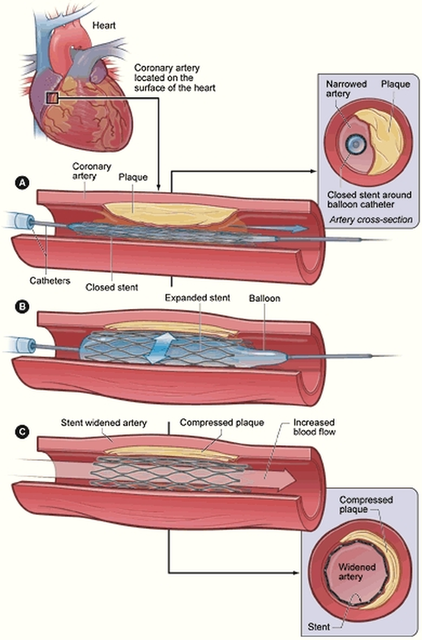 Heart
Coronary artery
located on the
surface of the heart
Narrowed
artery
Plaque
Closed stent around
balloon catheter
Artery cross-section
A
Coronary
artery
Plaque
Catheters
Closed stent
B
Expanded stent
Balloon
C
Stent widened artery
Compressed plaque
Increased
blood flow
Compressed
plaque
Widened
artery
Stent